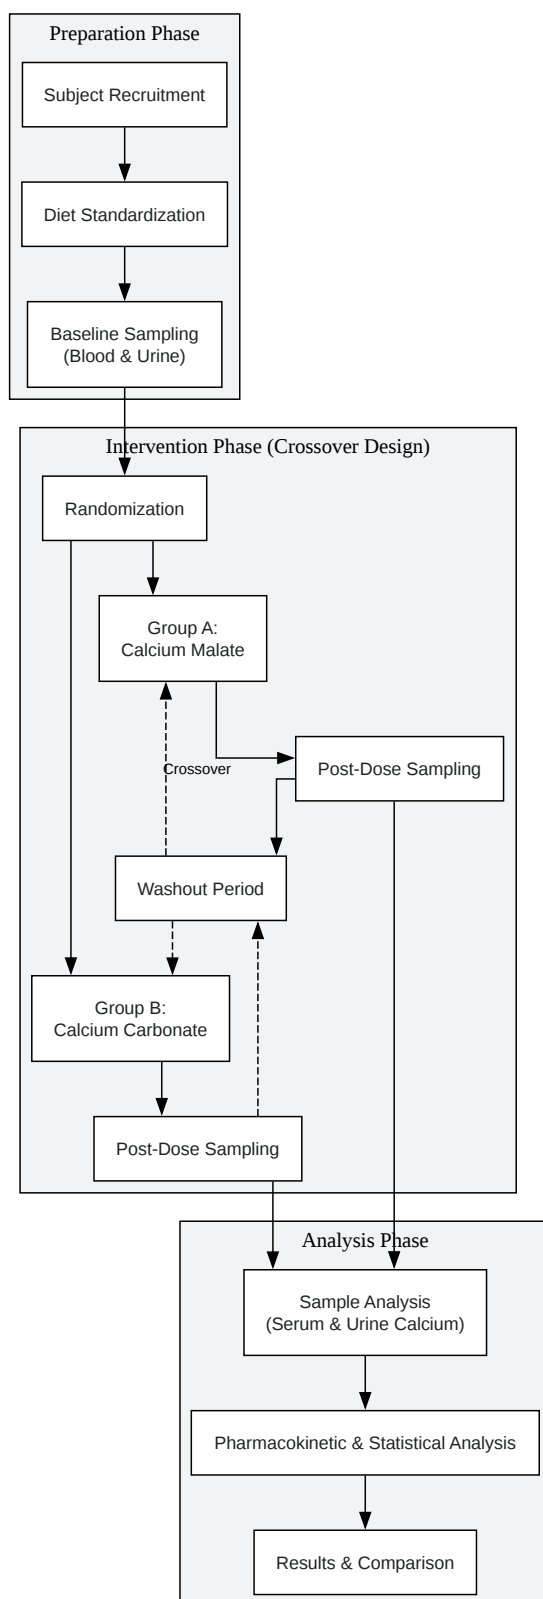 Preparation Phase
Subject Recruitment
Diet Standardization
Baseline Sampling
(Blood & Urine)
Intervention Phase (Crossover Design)
Randomization
Group A:
Calcium Malate
Post-Dose Sampling
Crossover
Washout Period
Group B:
Calcium Carbonate
Post-Dose Sampling
Analysis Phase
Sample Analysis
(Serum & Urine Calcium)
Pharmacokinetic & Statistical Analysis
Results & Comparison